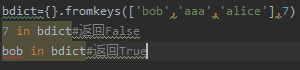 bdict={}.fromkeys(['bob','aaa','alice'],7)
7 in bdict#返回False
bob in bdict#返回True